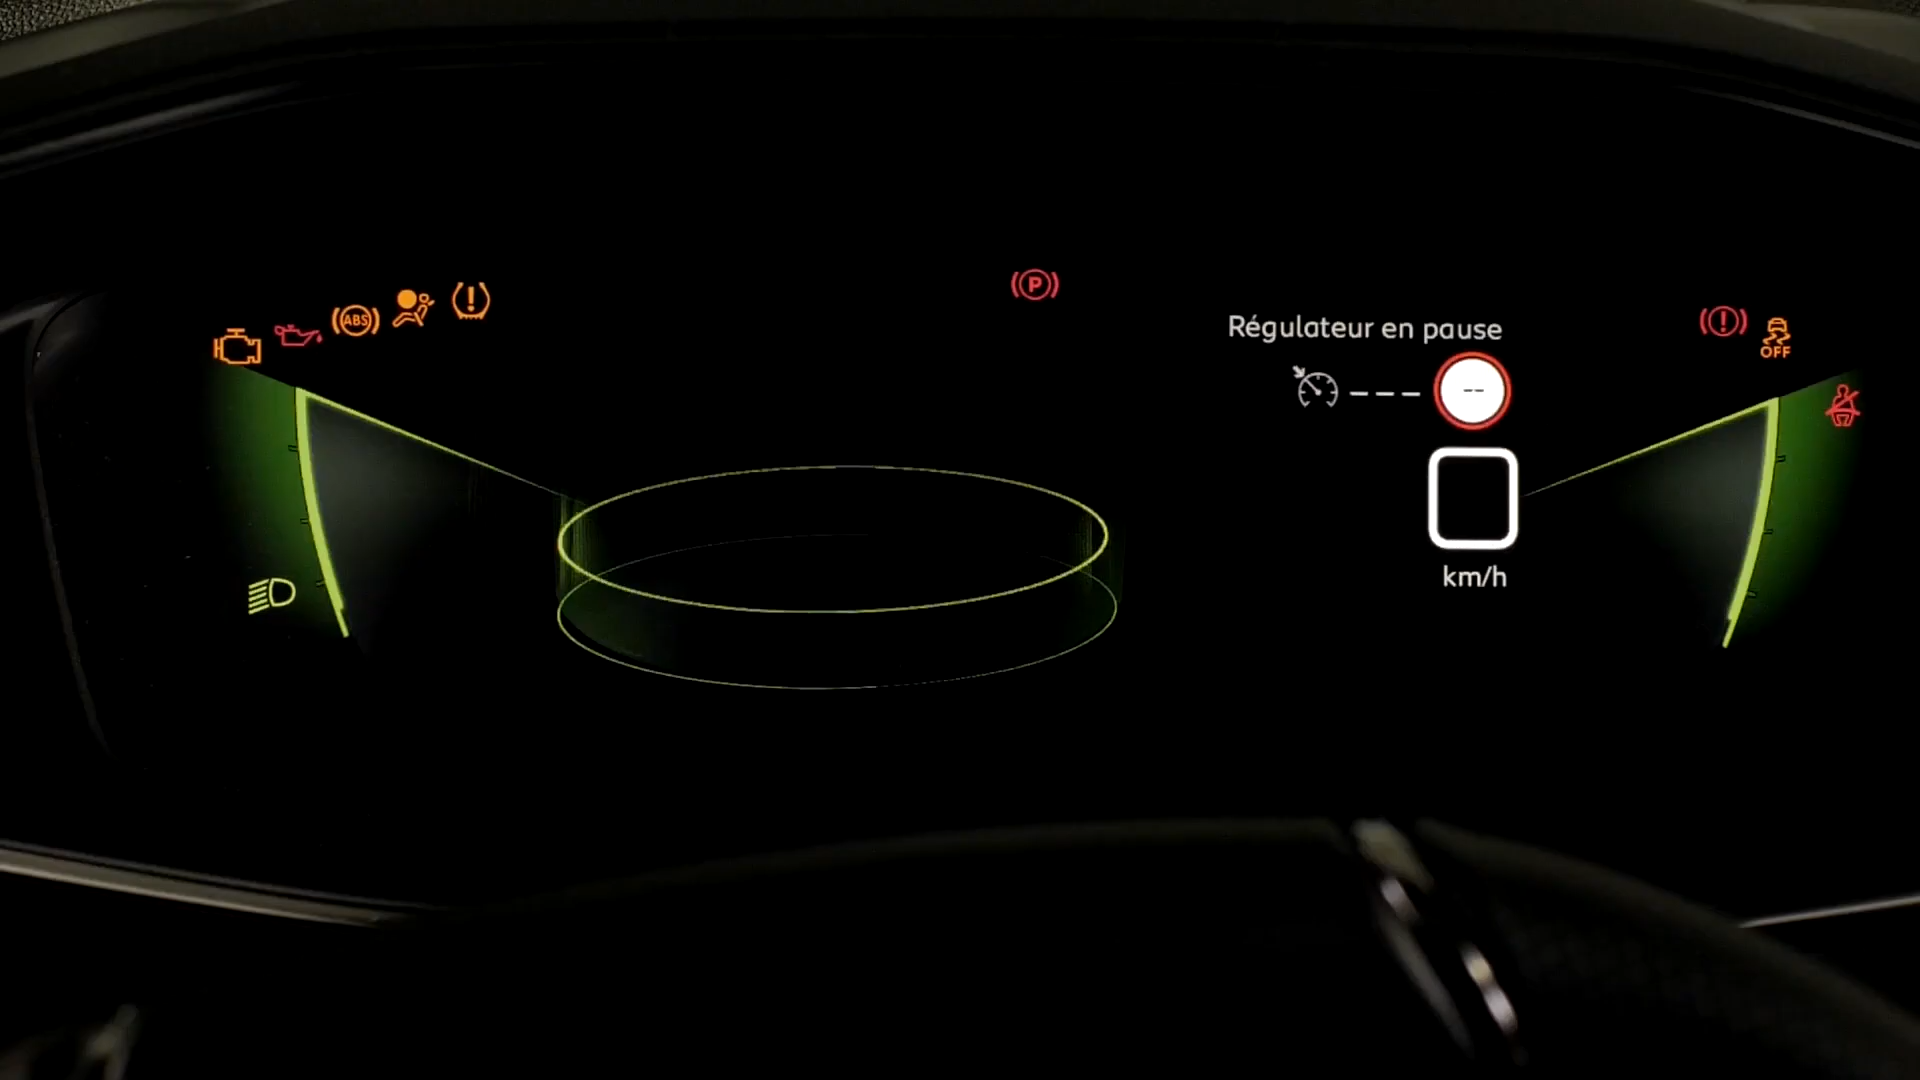 ABS
P
Régulateur en pause
--- --
OFF
km/h